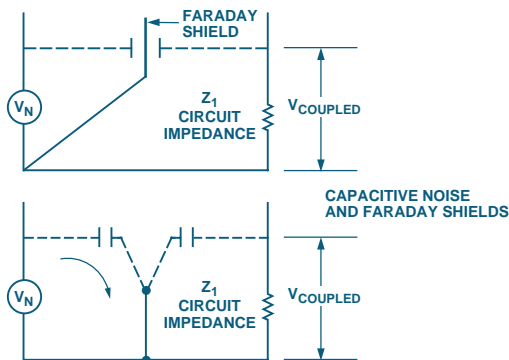 FARADAY
SHIELD
VN
Z1
CIRCUIT
IMPEDANCE
VCOUPLED
CAPACITIVE NOISE
AND FARADAY SHIELDS
VN
Z1
CIRCUIT
IMPEDANCE
VCOUPLED